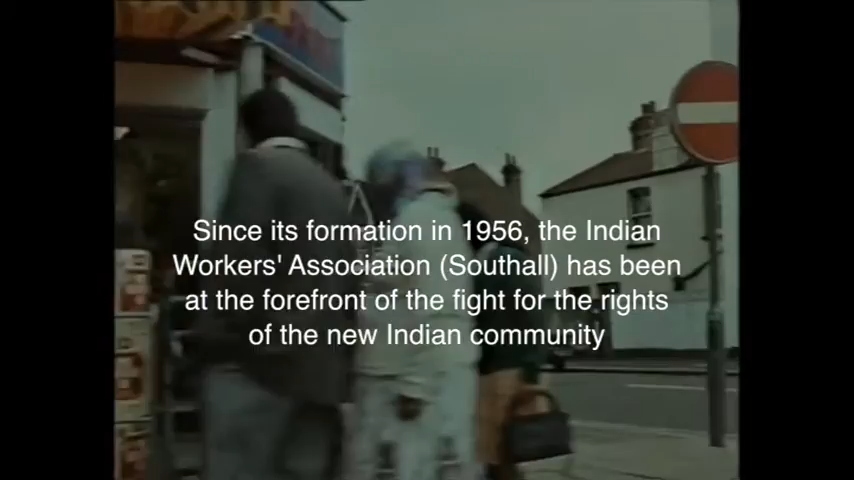 Since its formation in 1956, the Indian
Workers' Association (Southall) has been
at the forefront of the fight for the rights
of the new Indian community